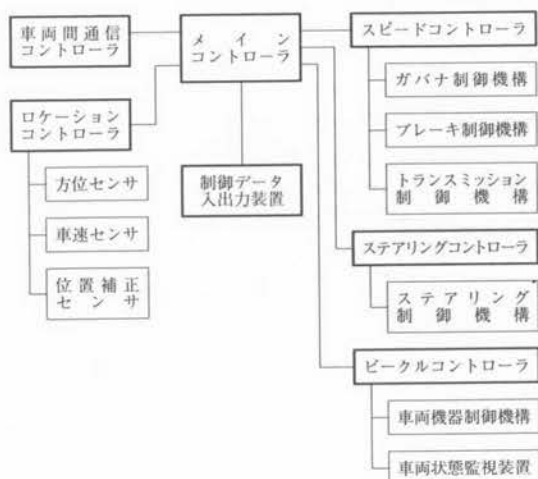 車両間通信
コントローラ
メイン
コントローラ
スピードコントローラ
ガバナ制御機構
ブレーキ制御機構
トランスミッション
制御機構
ロケーション
コントローラ
方位センサ
車速センサ
位置補正
センサ
制御データ
入出力装置
ステアリングコントローラ
ステアリング
制御機構
ビークルコントローラ
車両機器制御機構
車両状態監視装置